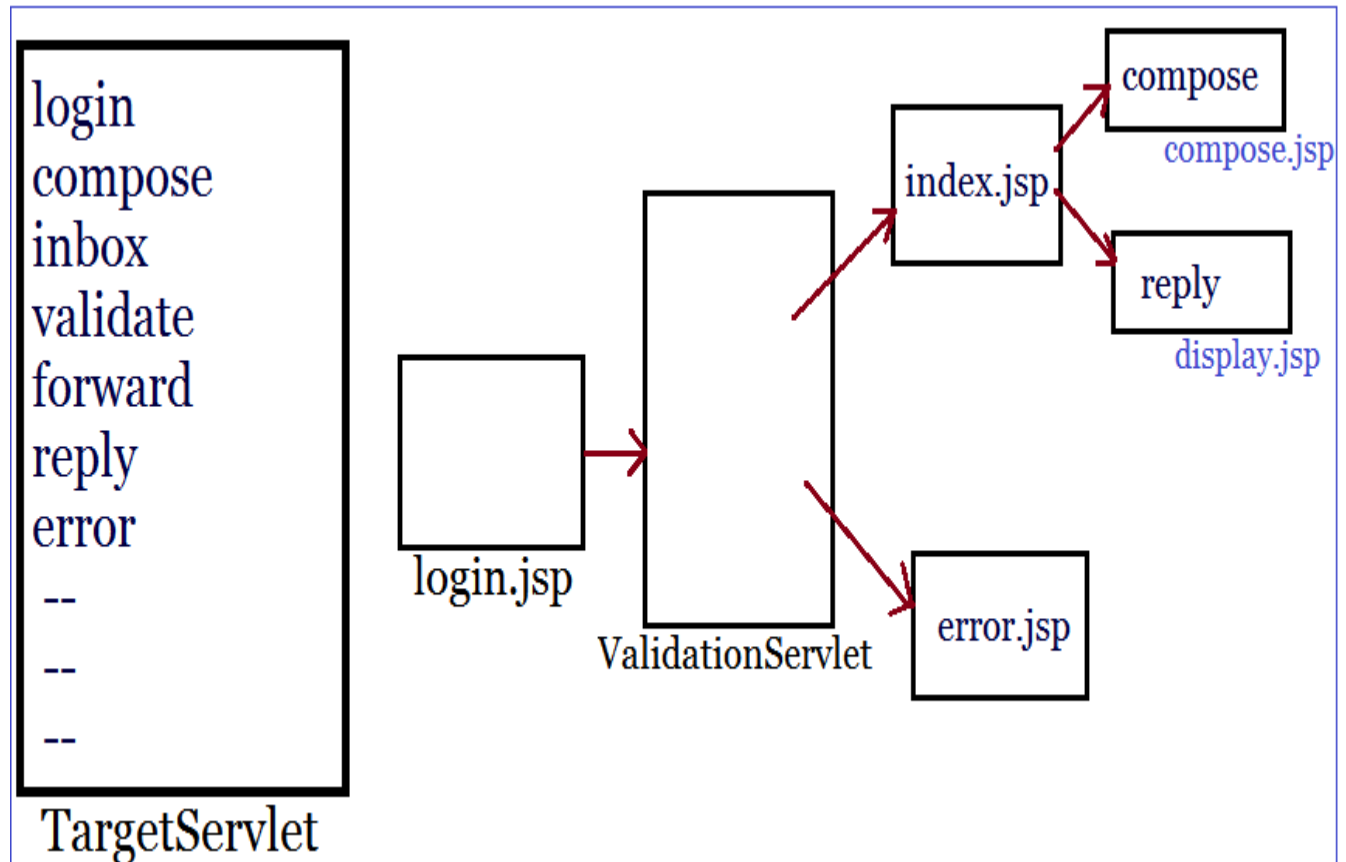 login
compose
inbox
validate
forward
reply
error
--
--
--
TargetServlet
login.jsp
ValidationServlet
index.jsp
compose
compose.jsp
reply
display.jsp
error.jsp